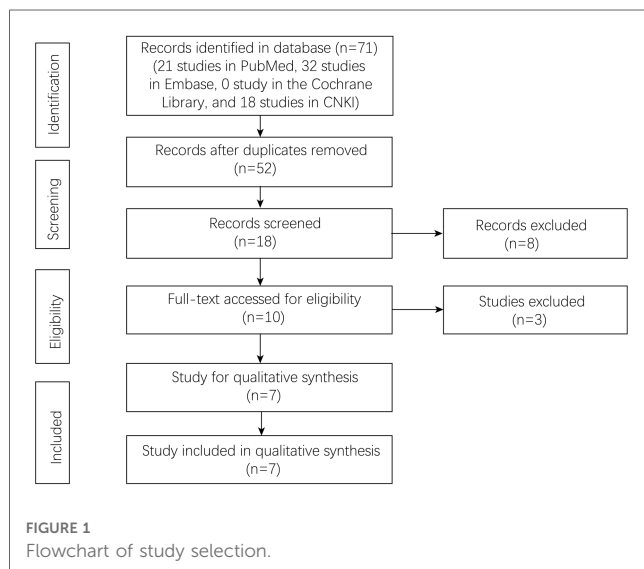 Identification
Records identified in database (n=71)
(21 studies in PubMed, 32 studies
in Embase, 0 study in the Cochrane
Library, and 18 studies in CNKI)
Records after duplicates removed
(n=52)
Screening
Records screened
(n=18)
Records excluded
(n=8)
Eligibility
Full-text accessed for eligibility
(n=10)
Studies excluded
(n=3)
Included
Study for qualitative synthesis
(n=7)
Study included in qualitative synthesis
(n=7)
FIGURE 1
Flowchart of study selection.